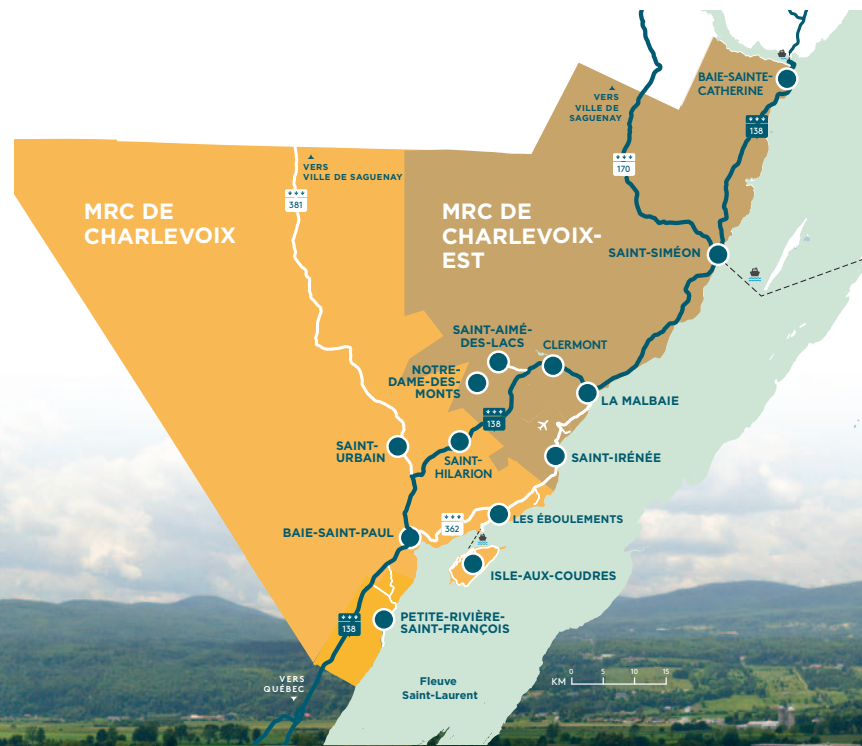 BAIE-SAINTE-
CATHERINE
VERS
VILLE DE
SAGUENAY
138
VERS
VILLE DE SAGUENAY
170
381
MRC DE
CHARLEVOIX
MRC DE
CHARLEVOIX-
EST
SAINT-SIMÉON
SAINT-AIMÉ-
DES-LACS
CLERMONT
NOTRE-
DAME-DES-
MONTS
LA MALBAIE
138
SAINT-
URBAIN
SAINT-
HILARION
SAINT-IRÉNÉE
LES ÉBOULEMENTS
362
BAIE-SAINT-PAUL
ISLE-AUX-COUDRES
PETITE-RIVIÈRE-
SAINT-FRANÇOIS
138
VERS
QUÉBEC
Fleuve
Saint-Laurent
KM 0 5 10 15